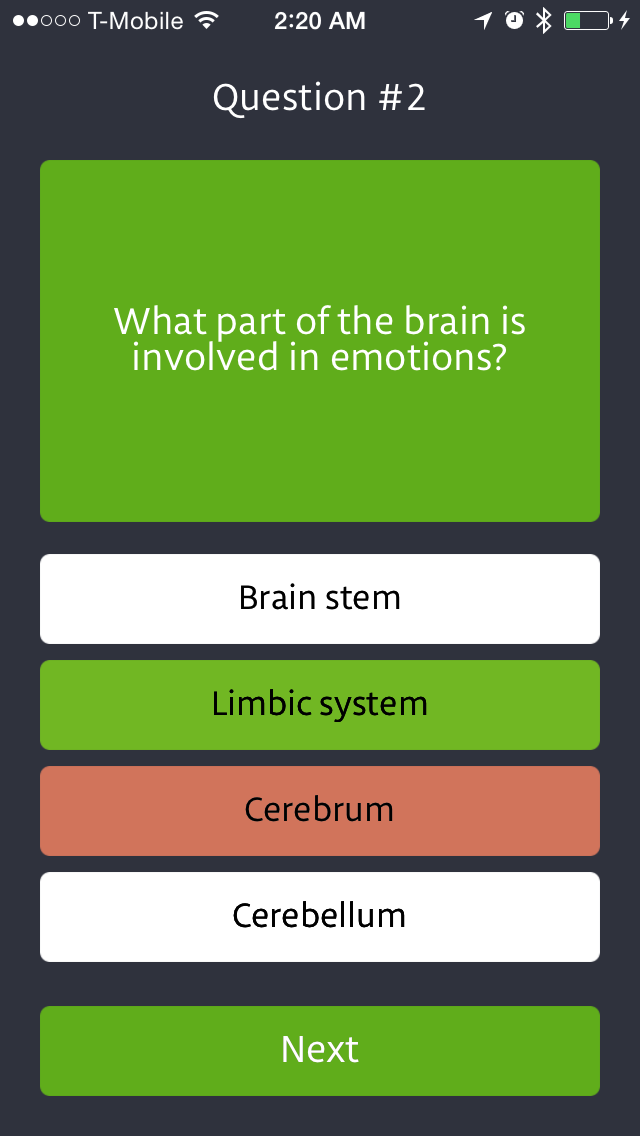 T-Mobile 2:20 AM
Question #2
What part of the brain is
involved in emotions?
Brain stem
Limbic system
Cerebrum
Cerebellum
Next